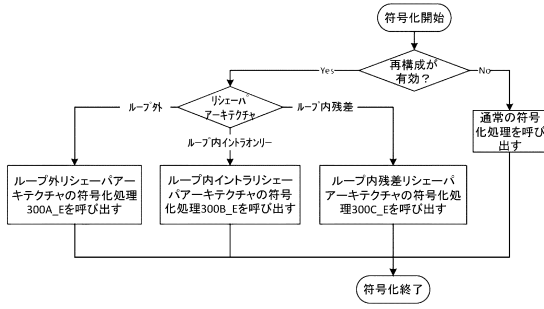 符号化開始
再構成が
有効？
Yes
No
リシェーパ
アーキテクチャ
ループ外
ループ内残差
ループ内イントラオンリー
通常の符号
化処理を呼び
出す
ループ外リシェーパアー
キテクチャの符号化処理
300A_Eを呼び出す
ループ内イントラリシェー
パアーキテクチャの符号
化処理300B_Eを呼び出す
ループ内残差リシェーパ
アーキテクチャの符号化処
理300C_Eを呼び出す
符号化終了